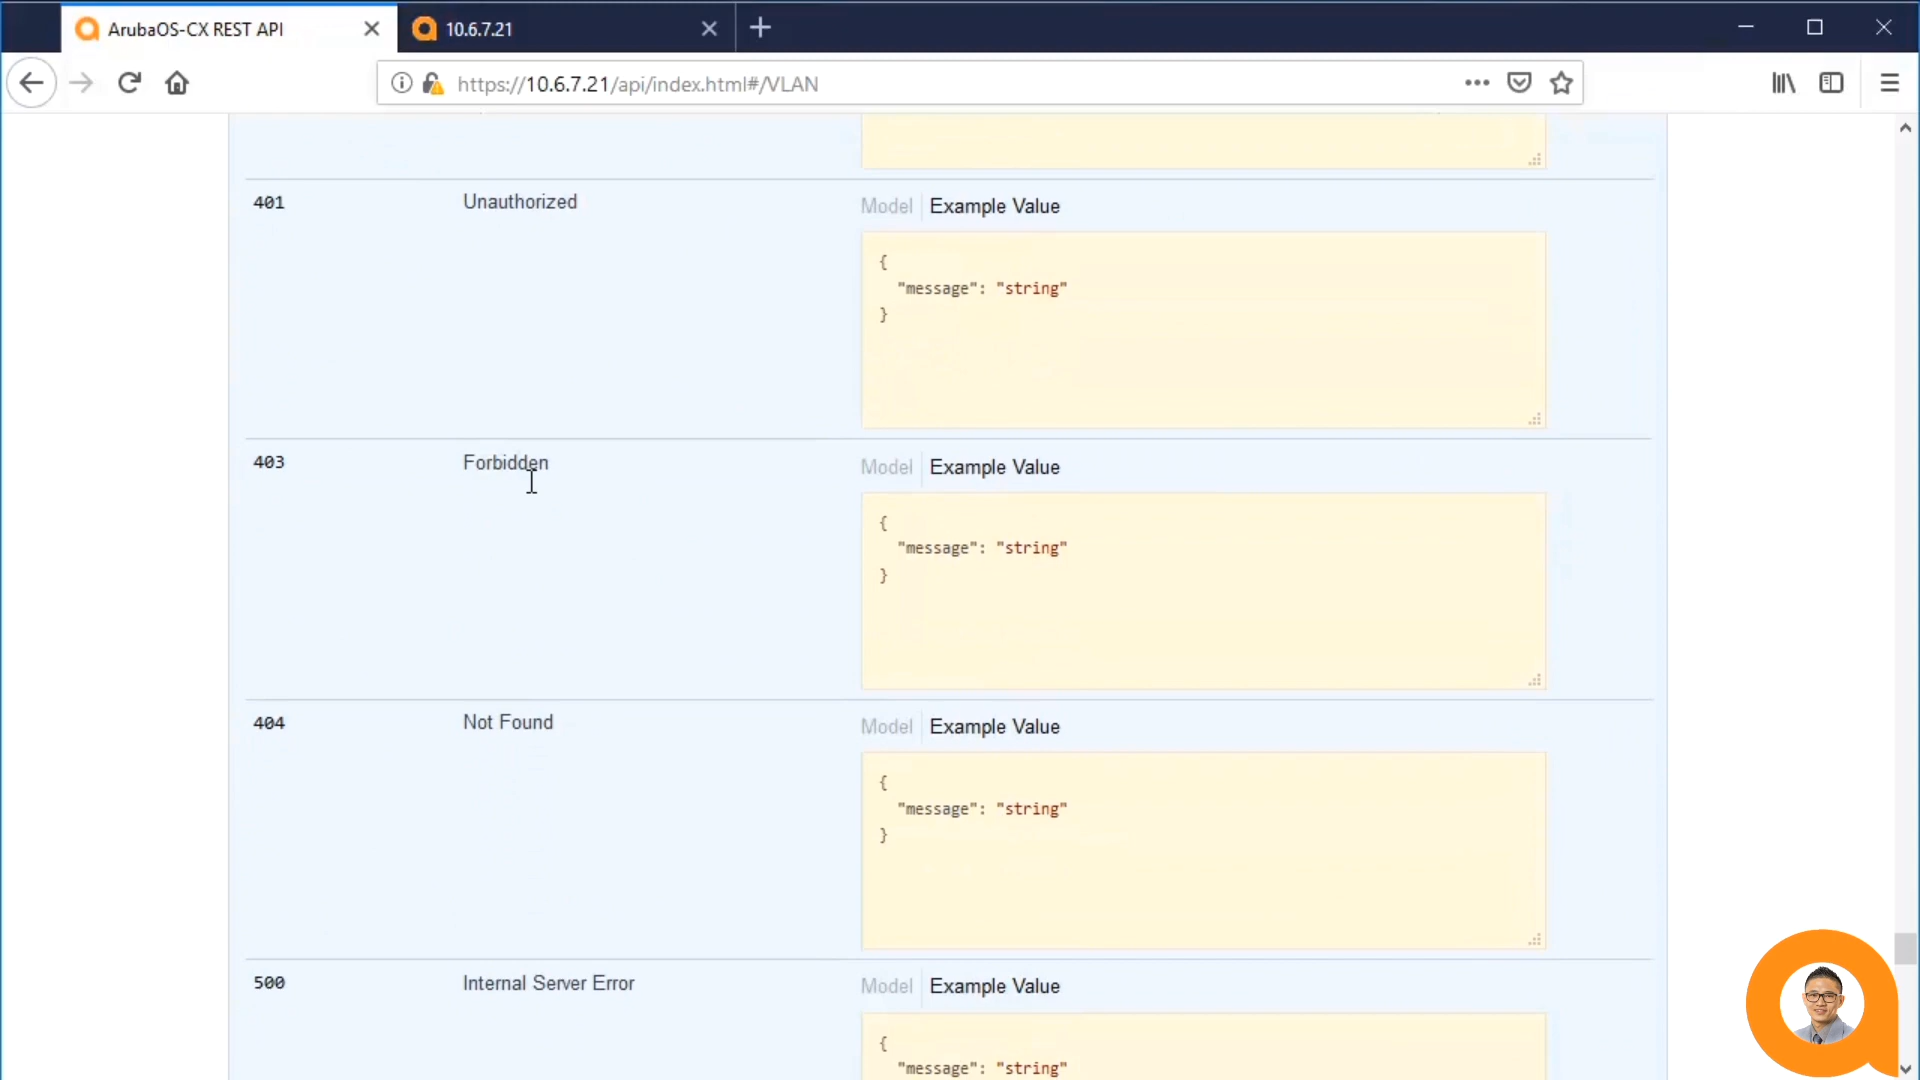 ArubaOS-CX REST API
10.6.7.21
https://10.6.7.21/api/index.html#/VLAN
401 Unauthorized Model Example Value
{
"message": "string"
}
403 Forbidden Model Example Value
{
"message": "string"
}
404 Not Found Model Example Value
{
"message": "string"
}
500 Internal Server Error Model Example Value
{
"message": "string"